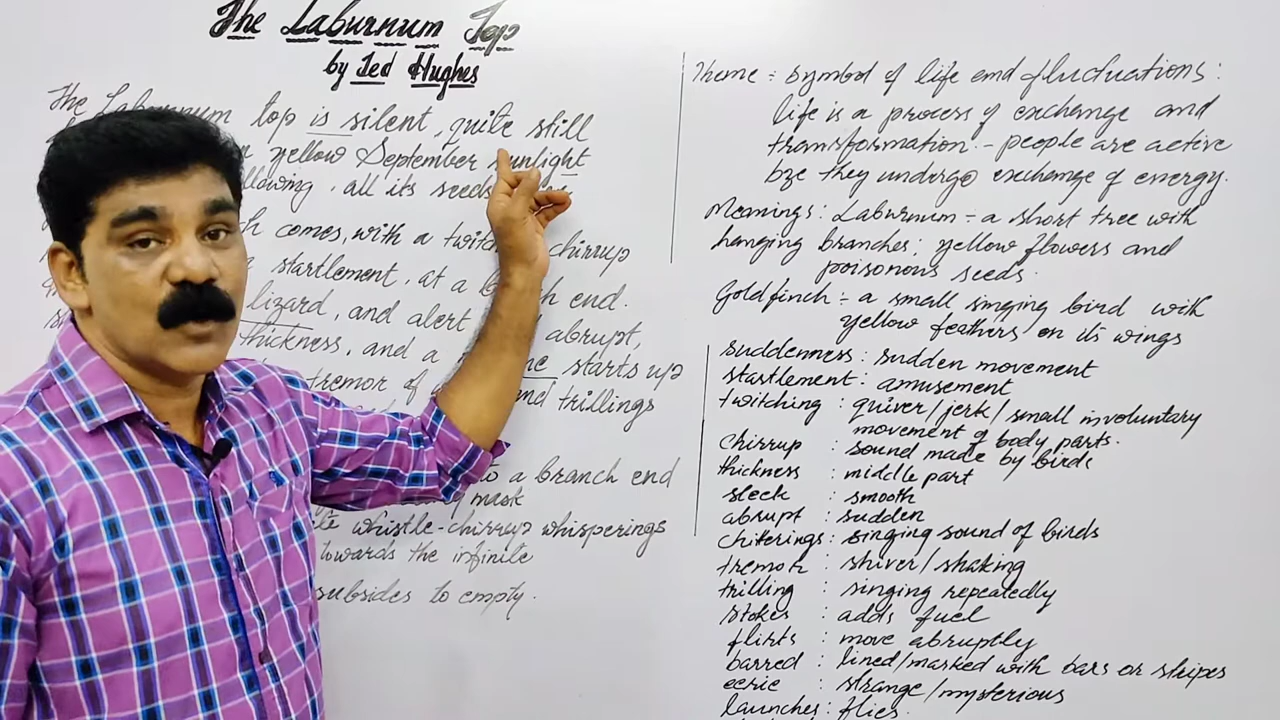 The Laburnum Top
by Ted Hughes
The Laburnum top is silent, quite still
yellow September sunlight
all its seeds
comes, with a chirrup
startlement, at a end.
lizard, and alert abrupt,
thickness, and a starts up
tremor of and trillings
to a branch end
mask
whistle-chirrup whisperings
towards the infinite
subsides to empty.
Theme = symbol of life and fluctuations:
life is a process of exchange and
transformation - people are active
bze they undergo exchange of energy.
Meanings: Laburnum - a short tree with
hanging branches; yellow flowers and
poisonous seeds.
Goldfinch - a small singing bird with
yellow feathers on its wings
suddenness: sudden movement
startlement: amusement
twitching : quiver/jerk/small involuntary
movement of body parts.
chirrup : sound made by birds
thickness : middle part
sleek : smooth
abrupt : sudden
chiterings : singing sound of birds
tremor : shiver/shaking
trilling : singing repeatedly
stokes : adds fuel
flirts : move abruptly
barred : lined/marked with bars or stripes
eerie : strange/mysterious
launches : flies.